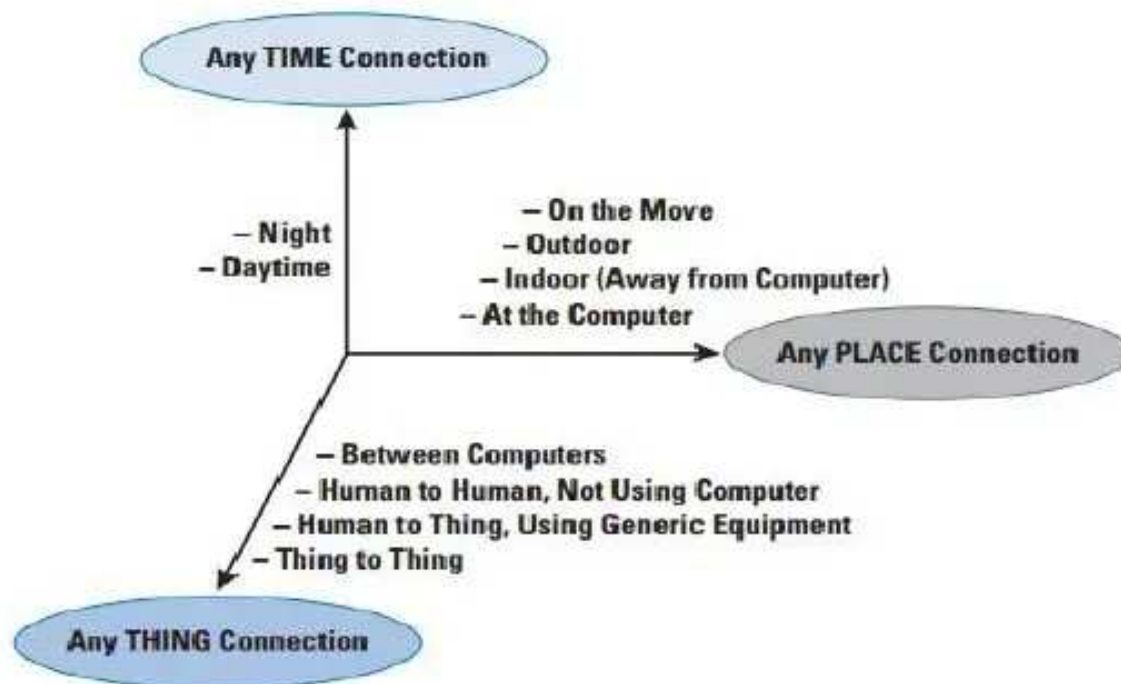 Any TIME Connection
– Night
– Daytime
– On the Move
– Outdoor
– Indoor (Away from Computer)
– At the Computer
Any PLACE Connection
– Between Computers
– Human to Human, Not Using Computer
– Human to Thing, Using Generic Equipment
– Thing to Thing
Any THING Connection